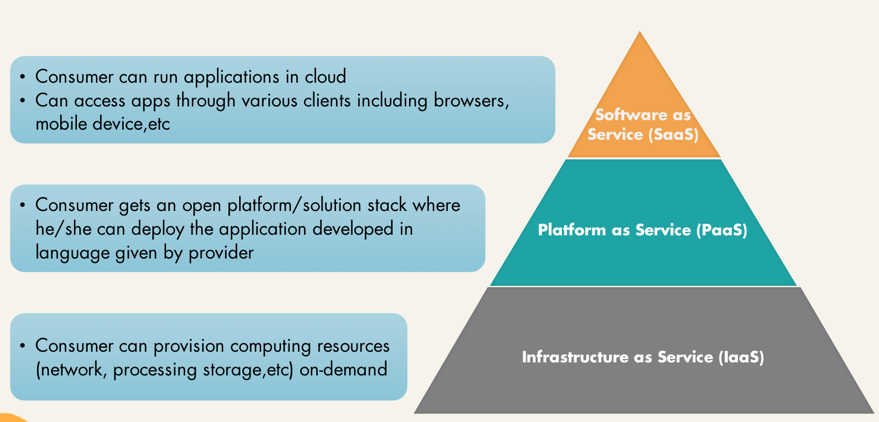 • Consumer can run applications in cloud
• Can access apps through various clients including browsers,
mobile device,etc
Software as
Service (SaaS)
• Consumer gets an open platform/solution stack where
he/she can deploy the application developed in
language given by provider
Platform as Service (PaaS)
• Consumer can provision computing resources
(network, processing storage,etc) on-demand
Infrastructure as Service (IaaS)